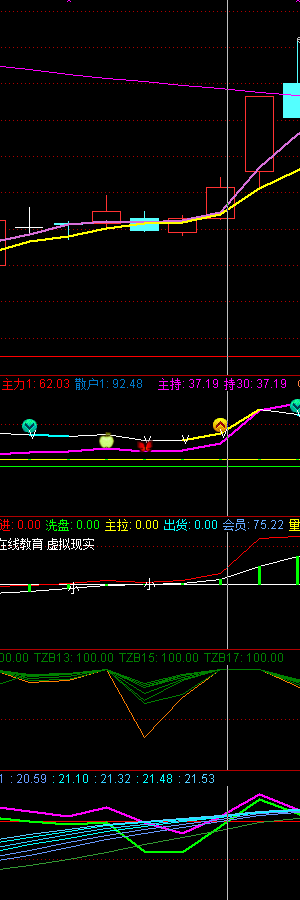 主力1: 62.03 散户1: 92.48 主持: 37.19 持30: 37.19
进: 0.00 洗盘: 0.00 主拉: 0.00 出货: 0.00 会员: 75.22 量
在线教育 虚拟现实
小
小
00.00 TZB13: 100.00 TZB15: 100.00 TZB17: 100.00
1 : 20.59 : 21.10 : 21.32 : 21.48 : 21.53